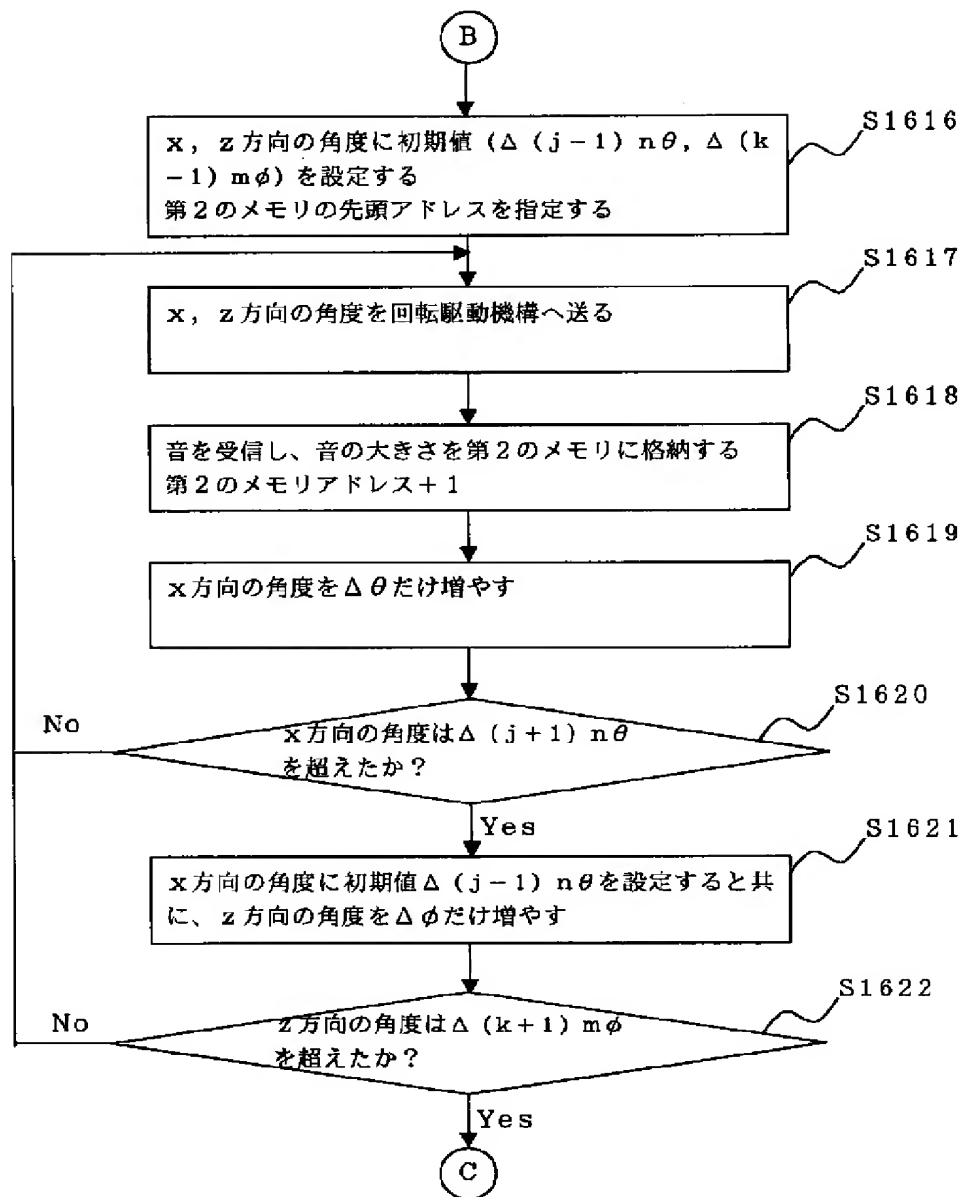 B
S1616
x，z方向の角度に初期値（Δ（j－1）nθ，Δ（k
－1）mφ）を設定する
第2のメモリの先頭アドレスを指定する
S1617
x，z方向の角度を回転駆動機構へ送る
S1618
音を受信し、音の大きさを第2のメモリに格納する
第2のメモリアドレス＋1
S1619
x方向の角度をΔθだけ増やす
S1620
No
x方向の角度はΔ（j＋1）nθ
を超えたか？
Yes
S1621
x方向の角度に初期値Δ（j－1）nθを設定すると共
に、z方向の角度をΔφだけ増やす
S1622
No
z方向の角度はΔ（k＋1）mφ
を超えたか？
Yes
C